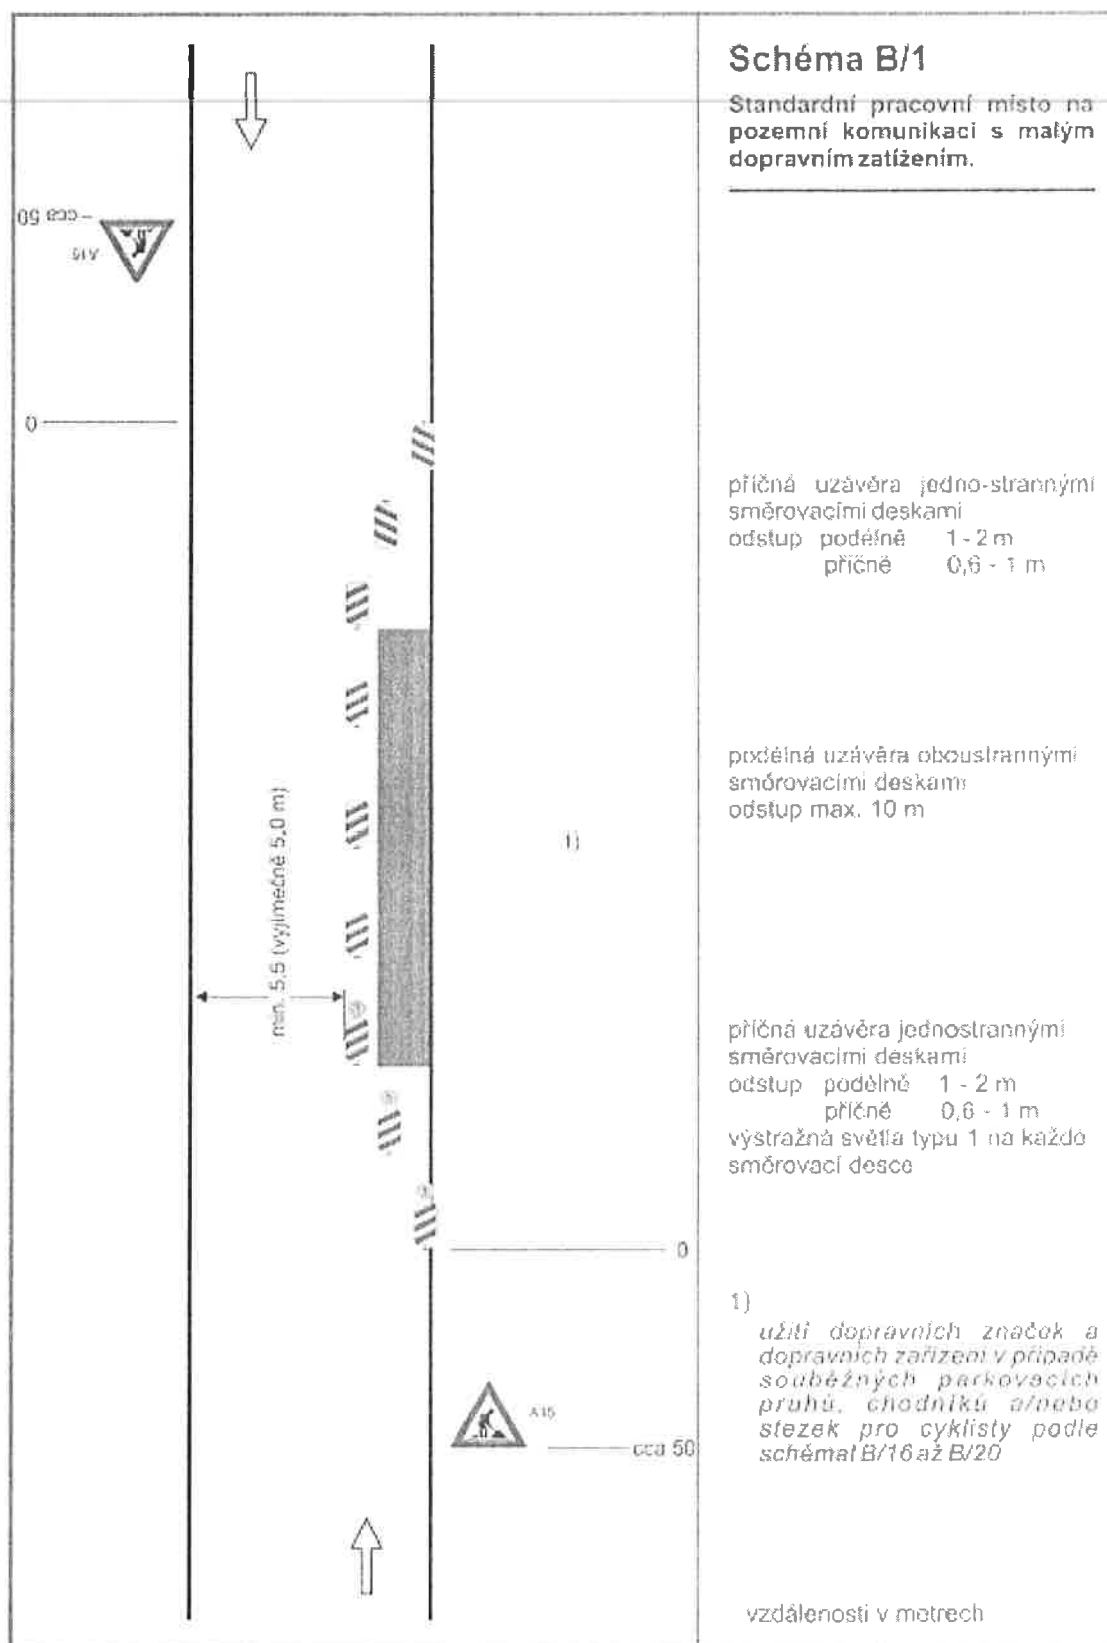 Schéma B/1
Standardní pracovní místo na
pozemní komunikaci s malým
dopravním zatížením.
cca 50
A15
0
příčná uzávěra jedno-strannými
směrovacími deskami
odstup podélně 1 - 2 m
příčně 0,6 - 1 m
podélná uzávěra oboustrannými
směrovacími deskami
odstup max. 10 m
min. 5,5 (výjimečně 5,0 m)
1)
příčná uzávěra jednostrannými
směrovacími deskami
odstup podélně 1 - 2 m
příčně 0,6 - 1 m
výstražná světla typu 1 na každé
směrovací desce
0
1)
užití dopravních značek a
dopravních zařízení v případě
souběžných parkovacích
pruhů, chodníků a/nebo
stezek pro cyklisty podle
schémat B/16 až B/20
A15
cca 50
vzdálenosti v metrech